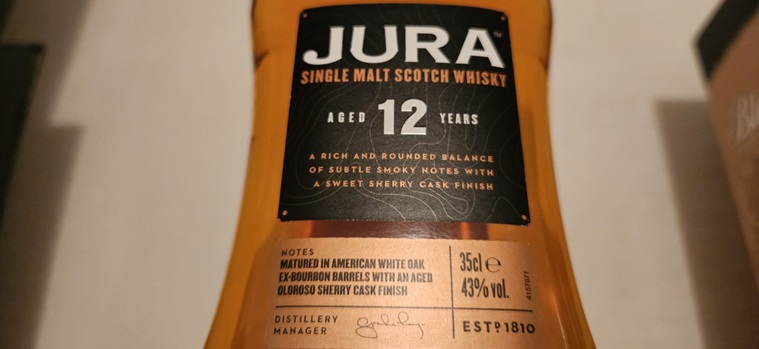 JURA™
SINGLE MALT SCOTCH WHISKY
AGED 12 YEARS
A RICH AND ROUNDED BALANCE
OF SUBTLE SMOKY NOTES WITH
A SWEET SHERRY CASK FINISH
NOTES
MATURED IN AMERICAN WHITE OAK
EX-BOURBON BARRELS WITH AN AGED
OLOROSO SHERRY CASK FINISH
35cl e
43% vol.
4157871
DISTILLERY
MANAGER
ESTD 1810